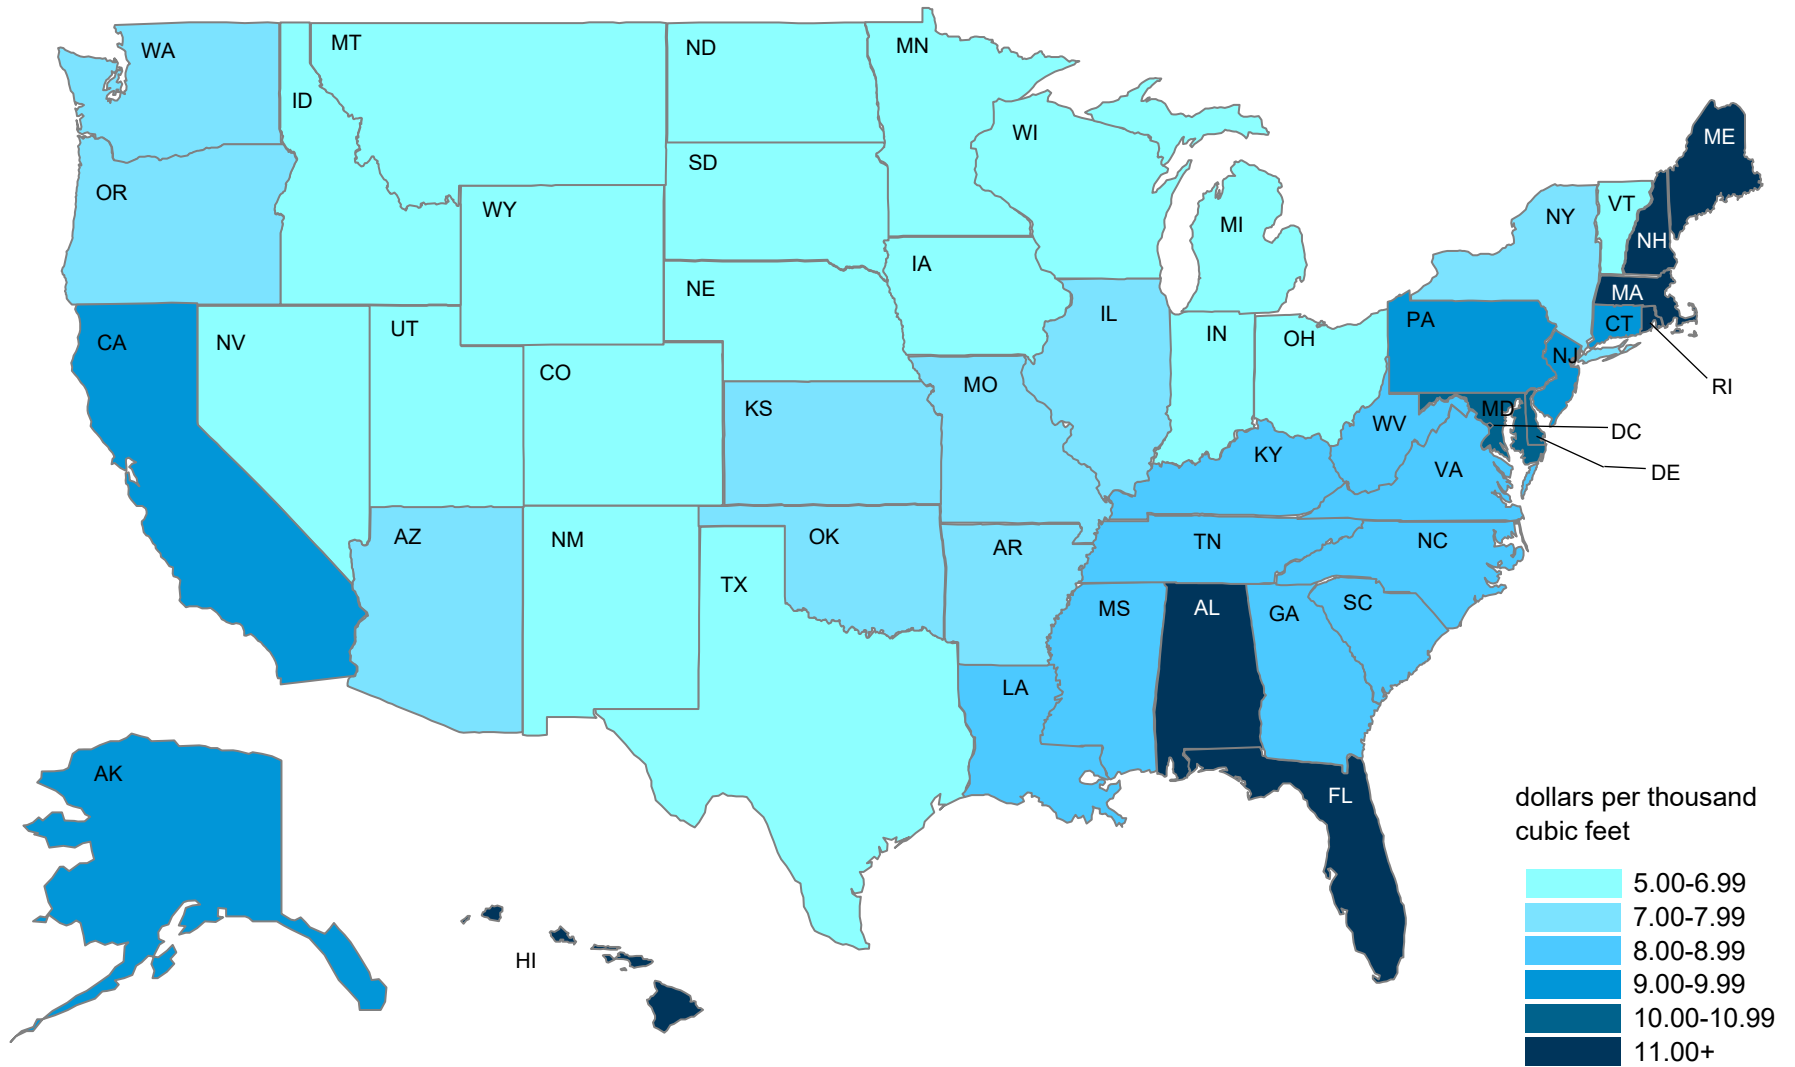 WA
MT
ND
MN
ID
WI
ME
SD
OR
WY
VT
NY
MI
NH
IA
NE
MA
IL
PA
CT
UT
CA
NV
IN
OH
NJ
CO
MO
RI
KS
MD
WV
DC
KY
VA
DE
AZ
NM
OK
AR
TN
NC
TX
MS
AL
GA
SC
LA
AK
FL
HI
dollars per thousand
cubic feet
5.00-6.99
7.00-7.99
8.00-8.99
9.00-9.99
10.00-10.99
11.00+